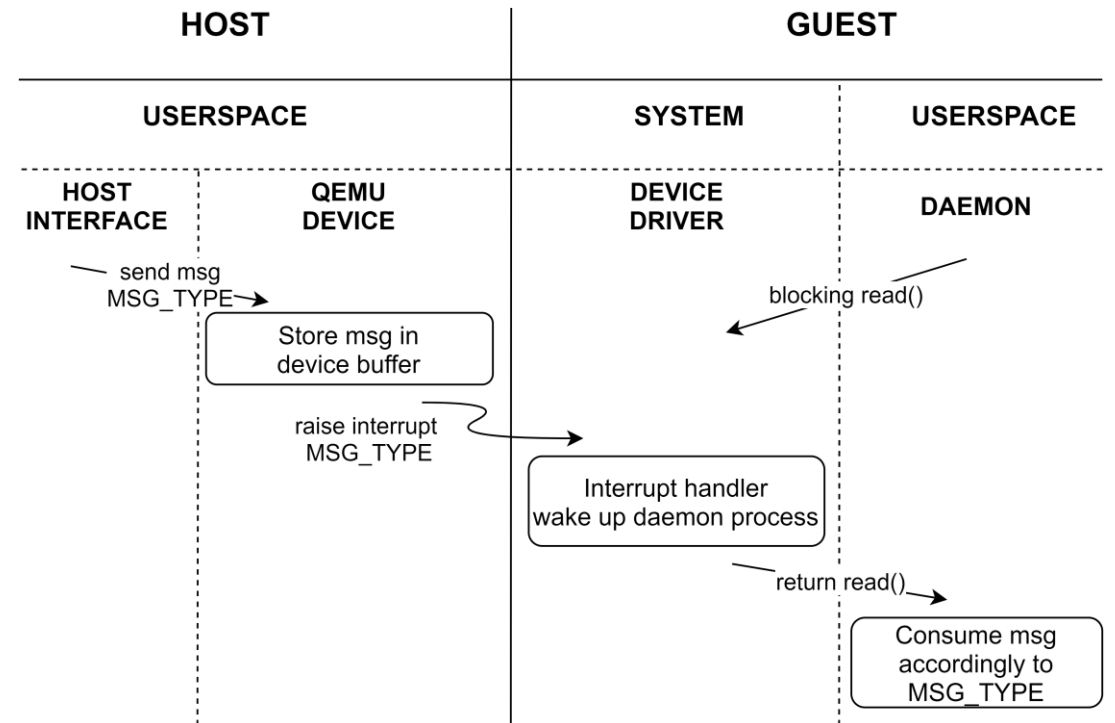 HOST
GUEST
USERSPACE
SYSTEM
USERSPACE
HOST
INTERFACE
QEMU
DEVICE
DEVICE
DRIVER
DAEMON
send msg
MSG_TYPE
blocking read()
Store msg in
device buffer
raise interrupt
MSG_TYPE
Interrupt handler
wake up daemon process
return read()
Consume msg
accordingly to
MSG_TYPE